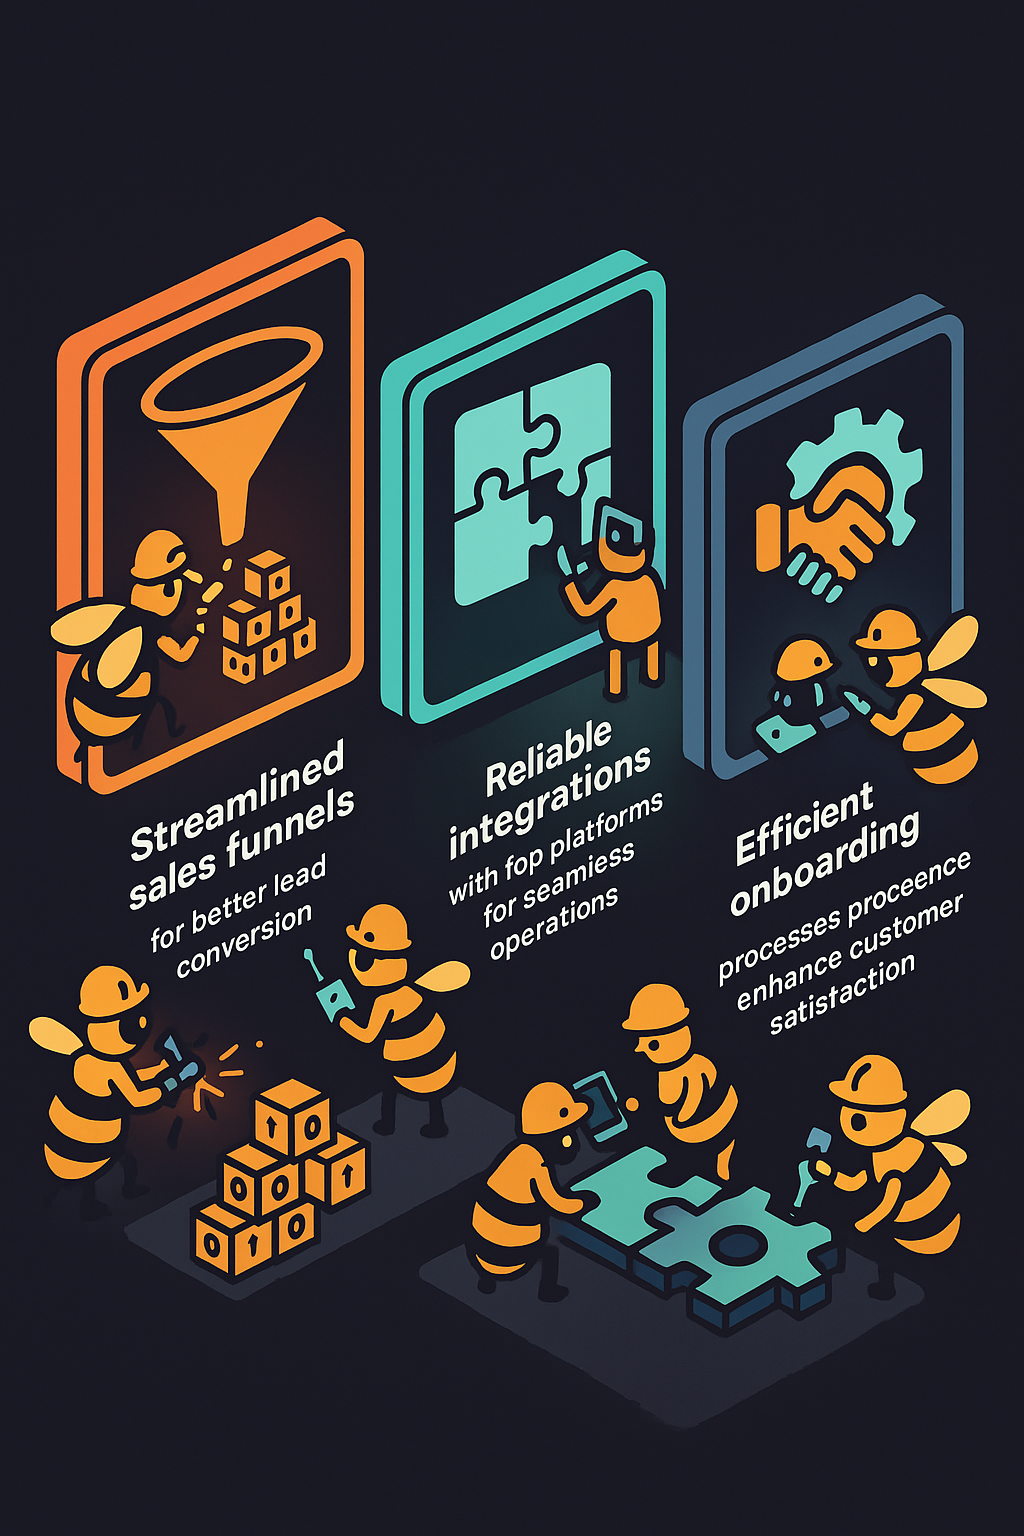 Streamlined
sales funnels
for better lead
conversion
Reliable
integrations
with fop platforms
for seamiess
operations
Efficient
onboarding
processes proceence
enhance customer
satisfaction